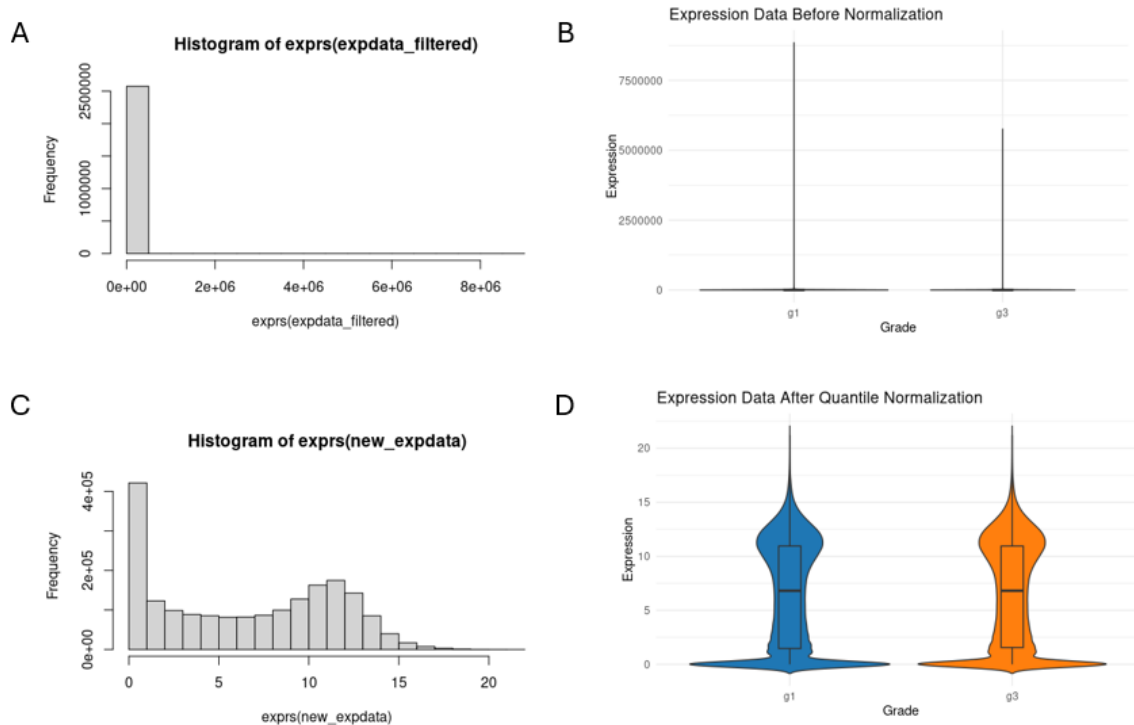 A
Histogram of exprs(expdata_filtered)
Frequency
2500000
1000000
0
0e+00 2e+06 4e+06 6e+06 8e+06
exprs(expdata_filtered)
B
Expression Data Before Normalization
Expression
7500000
5000000
2500000
0
g1 g3
Grade
C
Histogram of exprs(new_expdata)
Frequency
4e+05
2e+05
0e+00
0 5 10 15 20
exprs(new_expdata)
D
Expression Data After Quantile Normalization
Expression
20
15
10
5
0
g1 g3
Grade